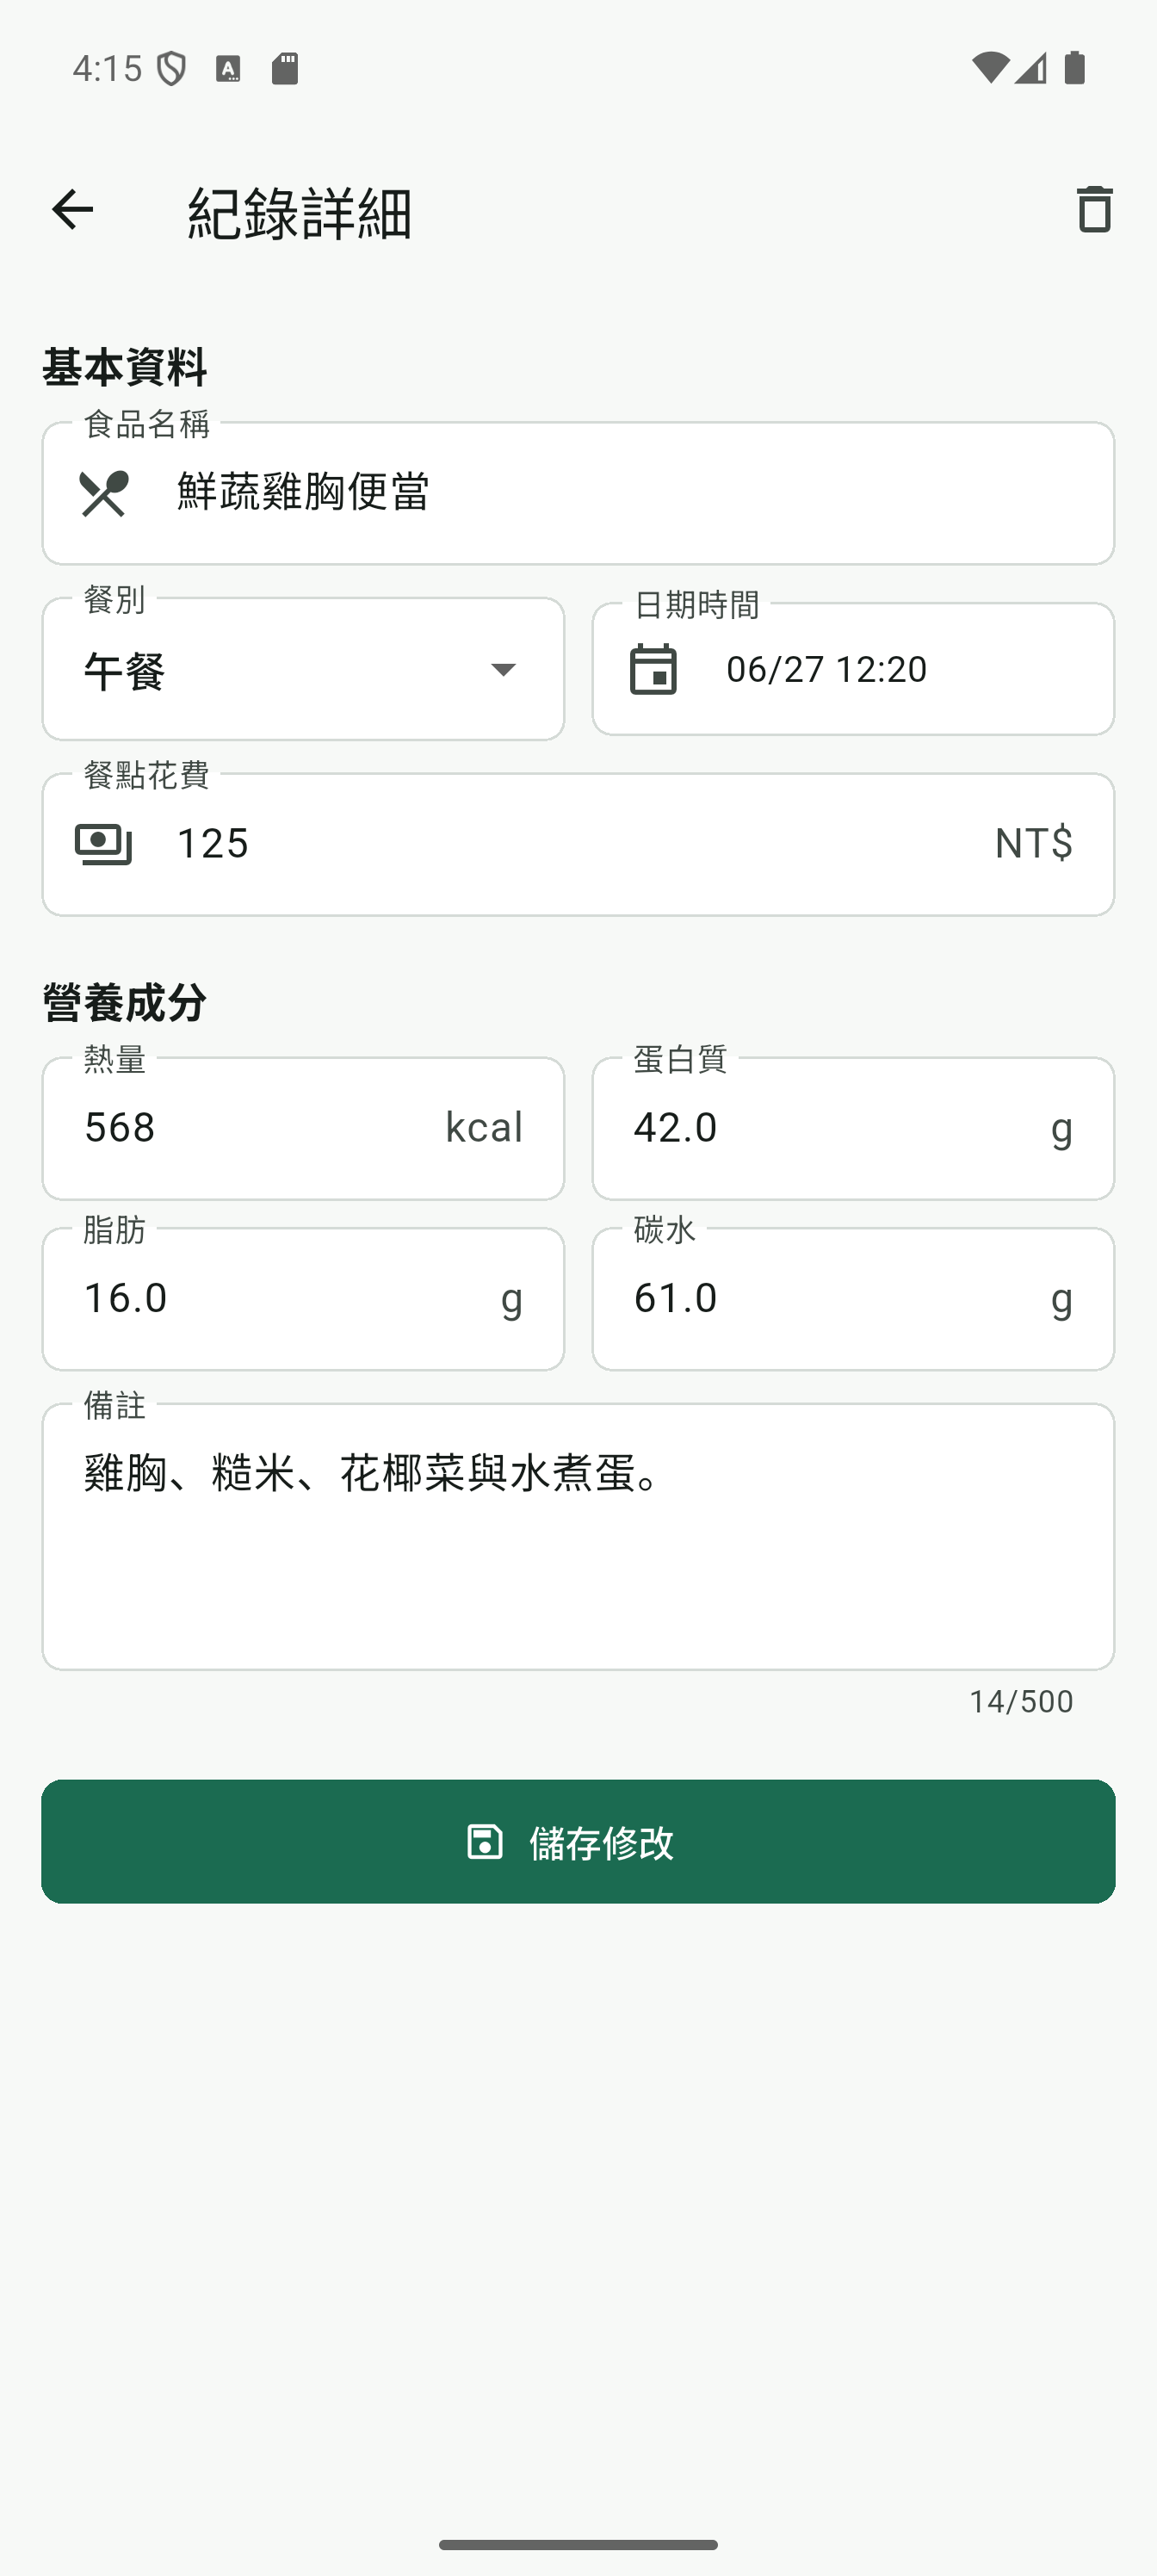 4:15
紀錄詳細
基本資料
食品名稱
鮮蔬雞胸便當
餐別
午餐
日期時間
06/27 12:20
餐點花費
125 NT$
營養成分
熱量
568 kcal
蛋白質
42.0 g
脂肪
16.0 g
碳水
61.0 g
備註
雞胸、糙米、花椰菜與水煮蛋。
14/500
儲存修改